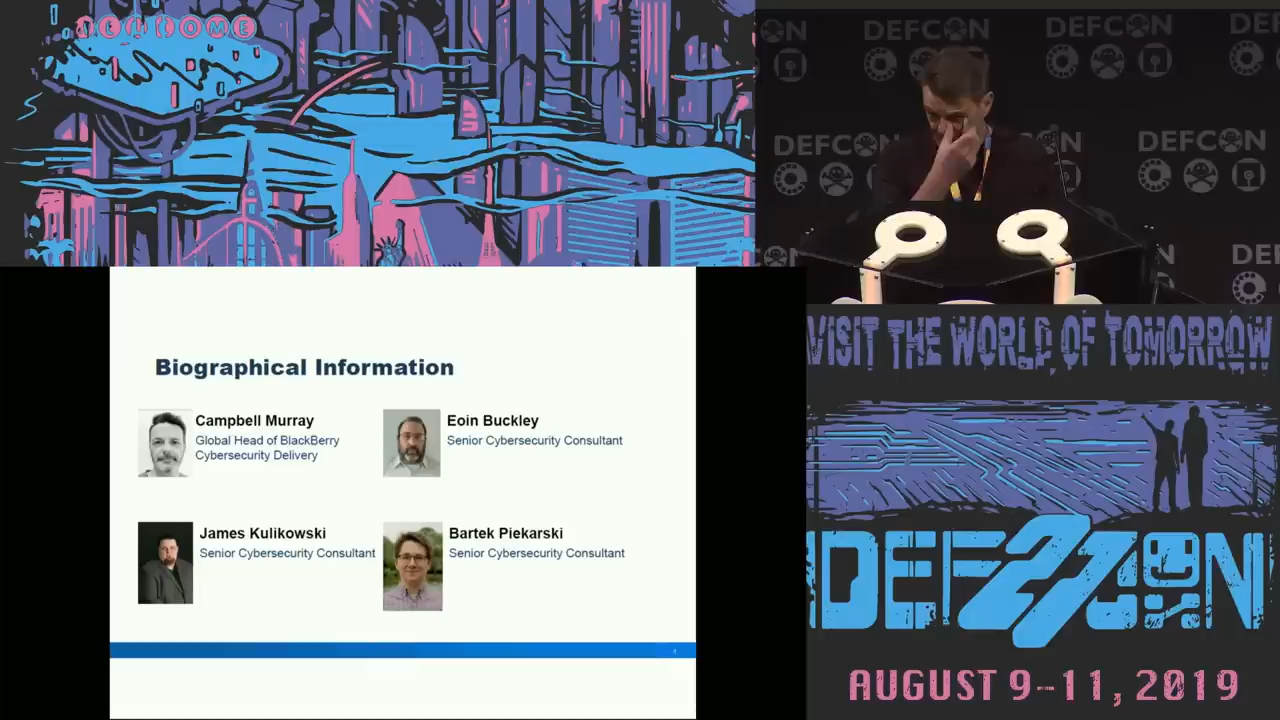 WELCOME
DEFCON
DEFCON
DEFCON
DEFCON
Biographical Information
Campbell Murray
Global Head of BlackBerry
Cybersecurity Delivery
Eoin Buckley
Senior Cybersecurity Consultant
James Kulikowski
Senior Cybersecurity Consultant
Bartek Piekarski
Senior Cybersecurity Consultant
VISIT THE WORLD OF TOMORROW
DEF27CON
AUGUST 9-11, 2019